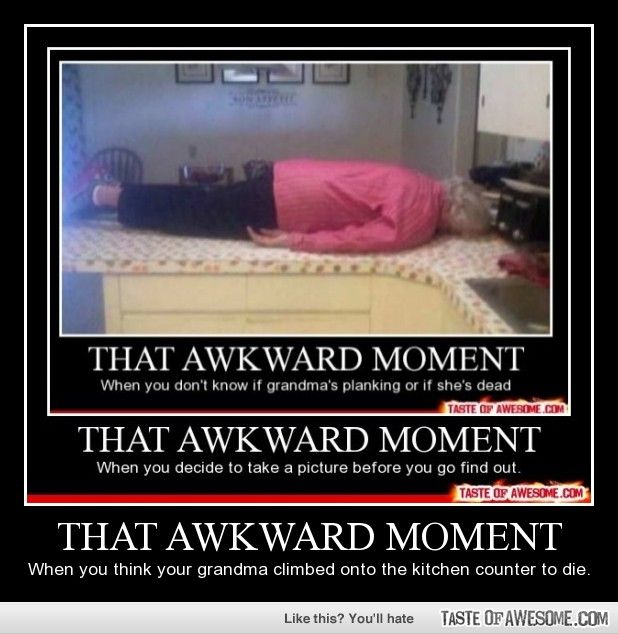 BON APPETIT
THAT AWKWARD MOMENT
When you don't know if grandma's planking or if she's dead
TASTE OF AWESOME.COM
THAT AWKWARD MOMENT
When you decide to take a picture before you go find out.
TASTE OF AWESOME.COM
THAT AWKWARD MOMENT
When you think your grandma climbed onto the kitchen counter to die.
Like this? You'll hate TASTE OF AWESOME.COM